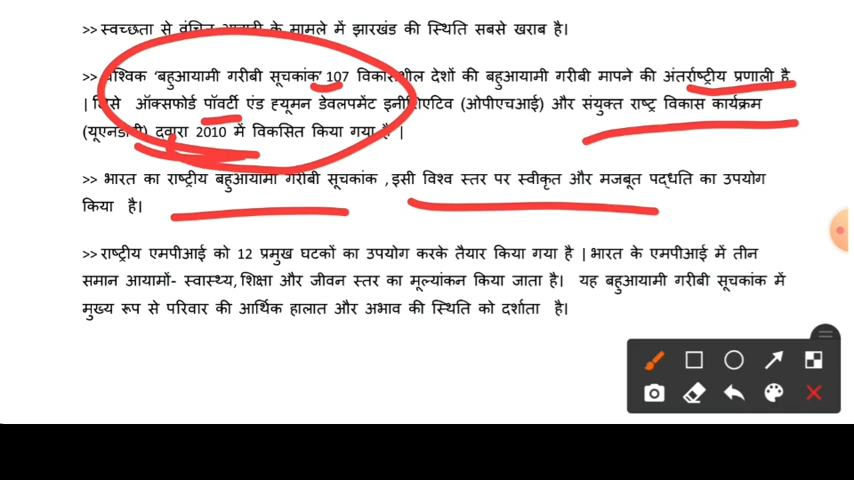 >> स्वच्छता से वंचित आबादी के मामले में झारखंड की स्थिति सबसे खराब है।
>> वैश्विक 'बहुआयामी गरीबी सूचकांक' 107 विकासशील देशों की बहुआयामी गरीबी मापने की अंतर्राष्ट्रीय प्रणाली है
| जिसे ऑक्सफोर्ड पॉवर्टी एंड ह्यूमन डेवलपमेंट इनीशिएटिव (ओपीएचआई) और संयुक्त राष्ट्र विकास कार्यक्रम
(यूएनडीपी) द्वारा 2010 में विकसित किया गया है |
>> भारत का राष्ट्रीय बहुआयामी गरीबी सूचकांक ,इसी विश्व स्तर पर स्वीकृत और मजबूत पद्धति का उपयोग
किया है।
>> राष्ट्रीय एमपीआई को 12 प्रमुख घटकों का उपयोग करके तैयार किया गया है | भारत के एमपीआई में तीन
समान आयामों- स्वास्थ्य, शिक्षा और जीवन स्तर का मूल्यांकन किया जाता है। यह बहुआयामी गरीबी सूचकांक में
मुख्य रूप से परिवार की आर्थिक हालात और अभाव की स्थिति को दर्शाता है।